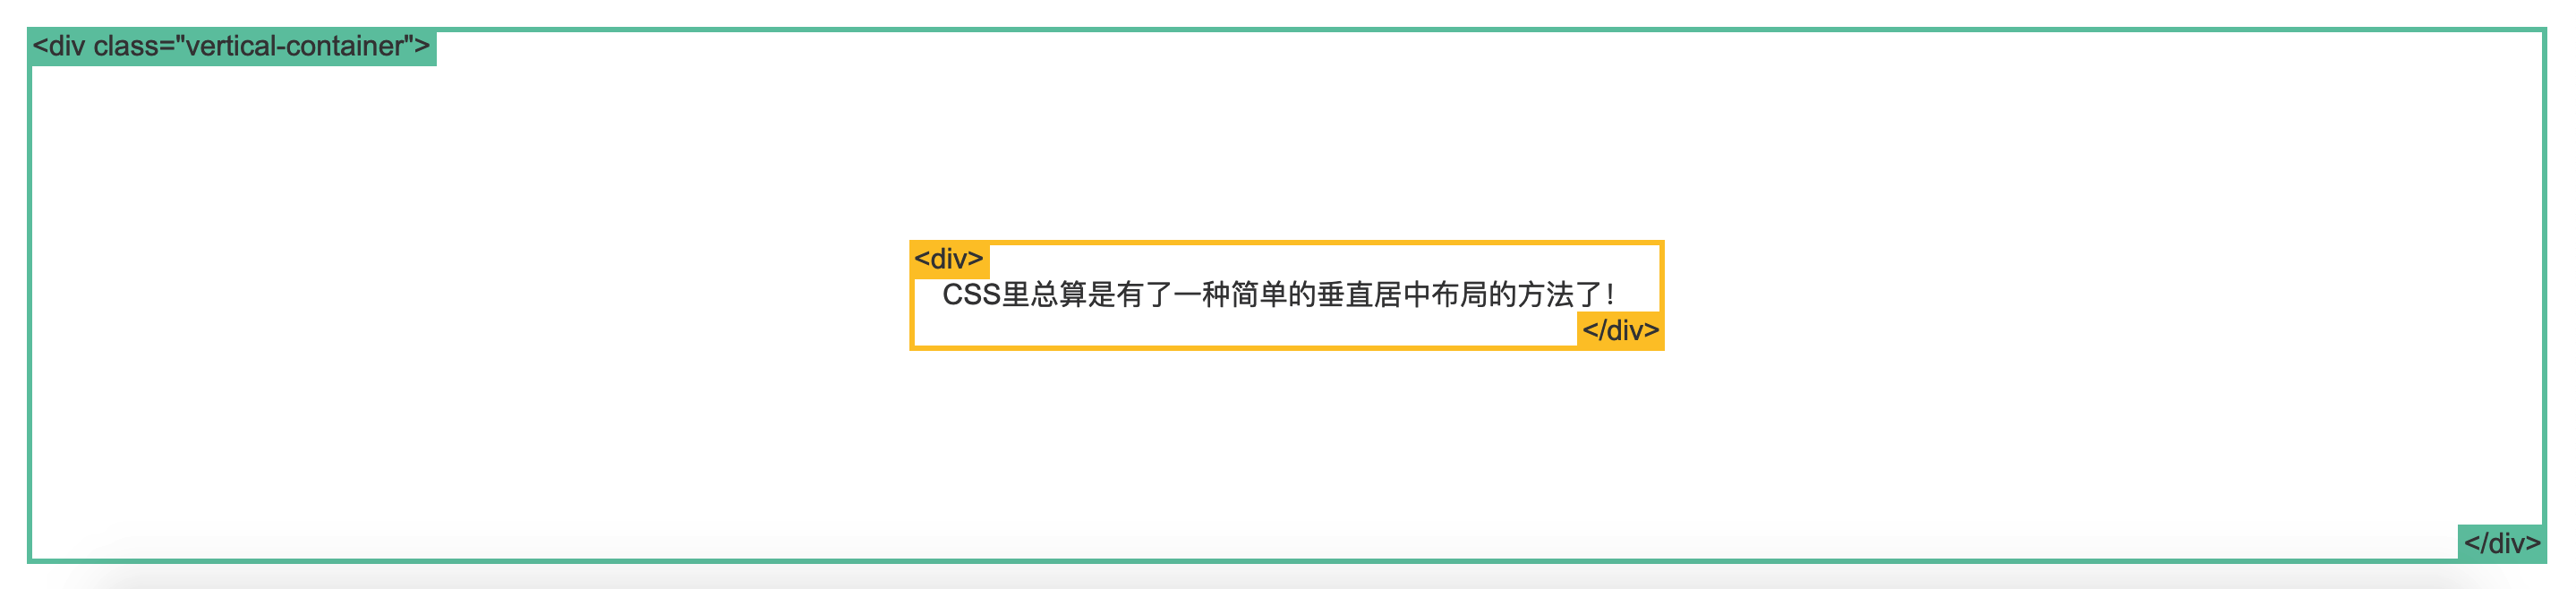 <div class="vertical-container">
<div>
CSS里总算是有了一种简单的垂直居中布局的方法了！
</div>
</div>